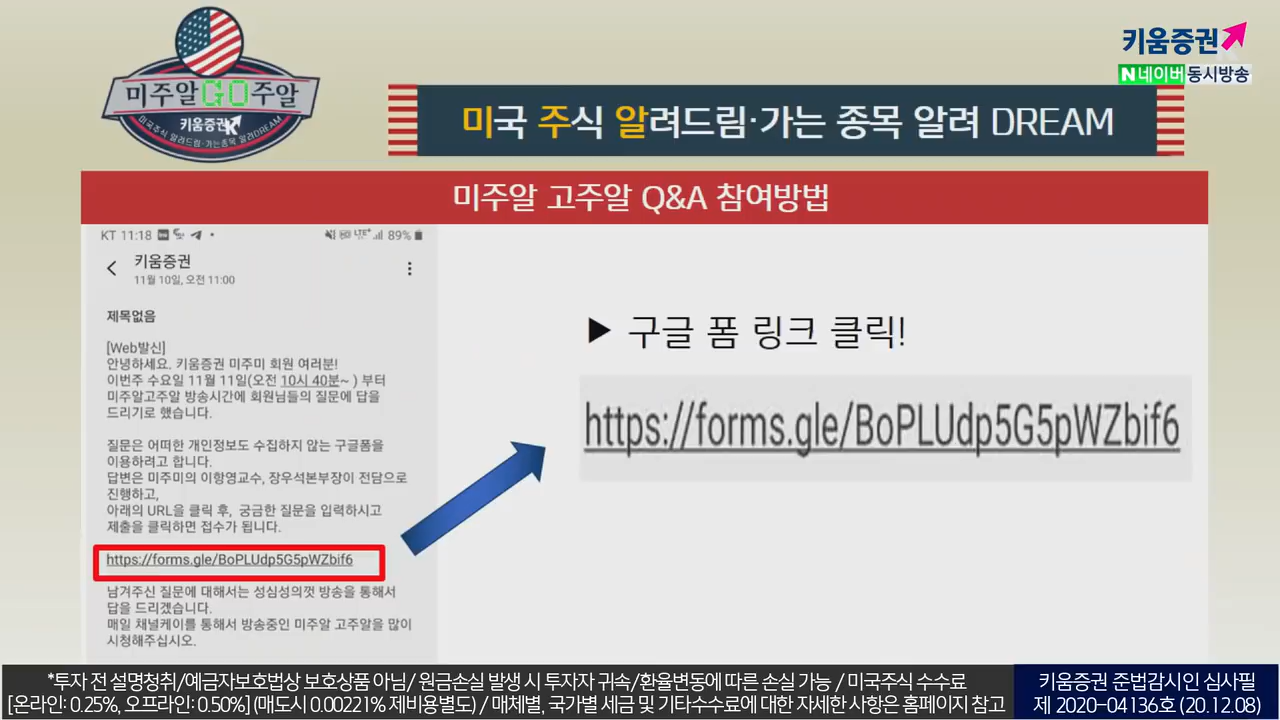 미주알GO주알
키움증권
미국주식 알려드림·가는종목 알려DREAM
키움증권
N 네이버 동시방송
미국 주식 알려드림·가는 종목 알려 DREAM
미주알 고주알 Q&A 참여방법
KT 11:18
89%
키움증권
11월 10일, 오전 11:00
제목없음
[Web발신]
안녕하세요. 키움증권 미주미 회원 여러분!
이번주 수요일 11월 11일(오전 10시 40분~ ) 부터
미주알고주알 방송시간에 회원님들의 질문에 답을
드리기로 했습니다.
질문은 어떠한 개인정보도 수집하지 않는 구글폼을
이용하려고 합니다.
답변은 미주미의 이항영교수, 장우석본부장이 전담으로
진행하고,
아래의 URL을 클릭 후, 궁금한 질문을 입력하시고
제출을 클릭하면 접수가 됩니다.
https://forms.gle/BoPLUdp5G5pWZbif6
남겨주신 질문에 대해서는 성심성의껏 방송을 통해서
답을 드리겠습니다.
매일 채널케이를 통해서 방송중인 미주알 고주알을 많이
시청해주십시오.
▶ 구글 폼 링크 클릭!
https://forms.gle/BoPLUdp5G5pWZbif6
*투자 전 설명청취/예금자보호법상 보호상품 아님/ 원금손실 발생 시 투자자 귀속/환율변동에 따른 손실 가능 / 미국주식 수수료
[온라인: 0.25%, 오프라인: 0.50%] (매도시 0.00221% 제비용별도) / 매체별, 국가별 세금 및 기타수수료에 대한 자세한 사항은 홈페이지 참고
키움증권 준법감시인 심사필
제 2020-04136호 (20.12.08)